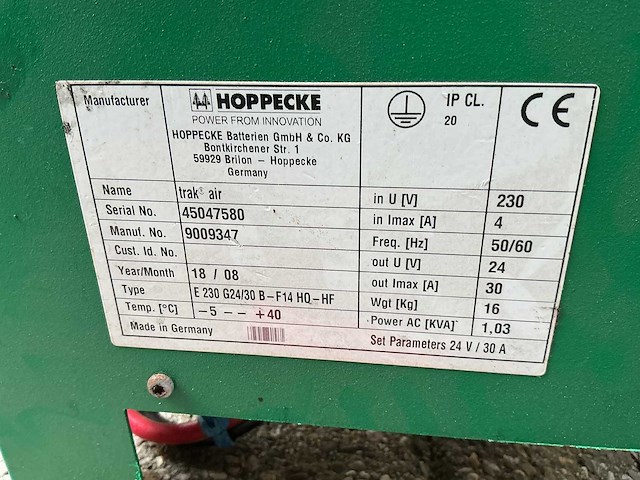 Manufacturer
HOPPECKE
POWER FROM INNOVATION
HOPPECKE Batterien GmbH & Co. KG
Bontkirchener Str. 1
59929 Brilon - Hoppecke
Germany
IP CL.
20
CE
Name trak³ air
Serial No. 45047580
Manuf. No. 9009347
Cust. Id. No.
Year/Month 18 / 08
Type E 230 G24/30 B-F14 HQ-HF
Temp. [°C] -5 -- +40
Made in Germany
in U [V] 230
in Imax [A] 4
Freq. [Hz] 50/60
out U [V] 24
out Imax [A] 30
Wgt [Kg] 16
Power AC [KVA] 1,03
Set Parameters 24 V / 30 A